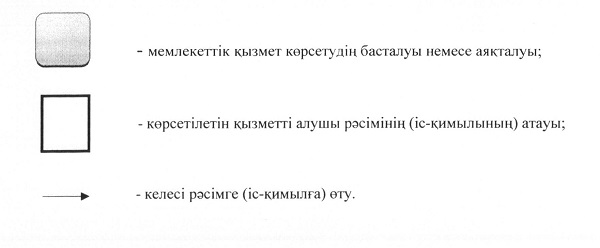 - мемлекеттік қызмет көрсетудің басталуы немесе аяқталуы;
- көрсетілетін қызметті алушы рәсімінің (іс-қимылының) атауы;
- келесі рәсімге (іс-қимылға) өту.